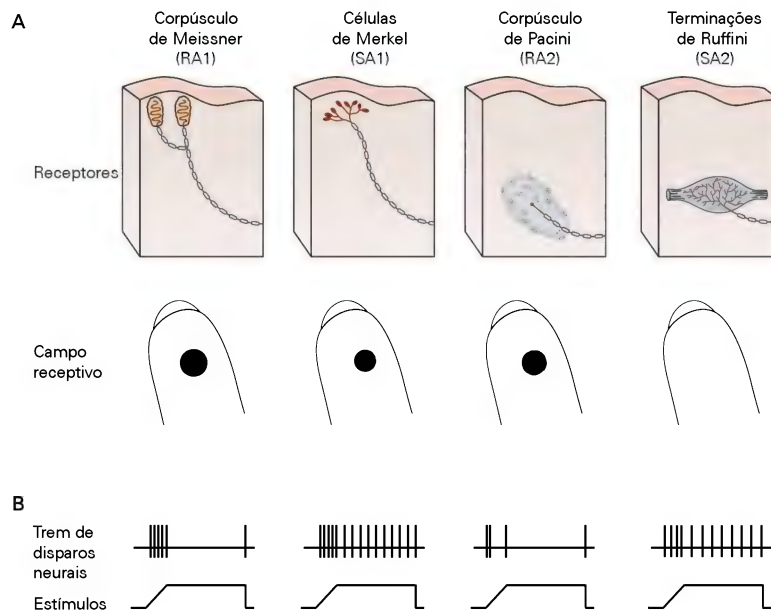 A
Corpúsculo
de Meissner
(RA1)
Células
de Merkel
(SA1)
Corpúsculo
de Pacini
(RA2)
Terminações
de Ruffini
(SA2)
Receptores
Campo
receptivo
B
Trem de
disparos
neurais
Estímulos